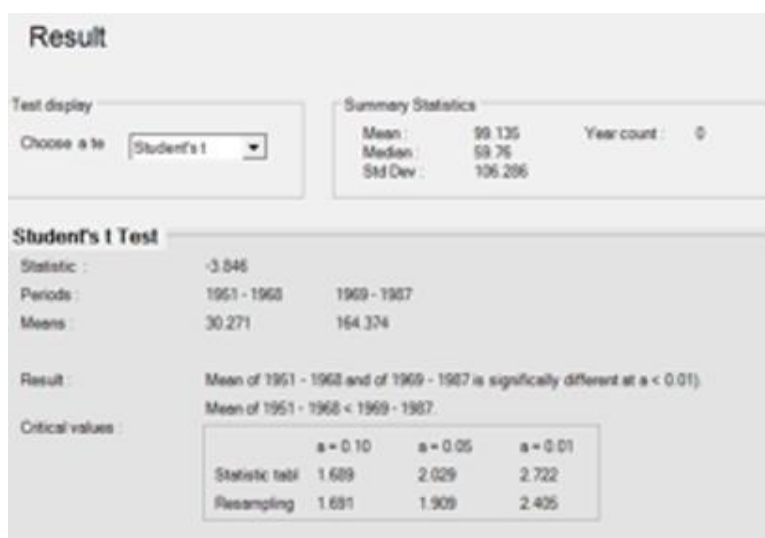 Result
Test display
Choose a te Student's t
Summary Statistics
Mean : 99.135 Year count : 0
Median : 59.76
Std Dev : 106.286
Student's t Test
Statistic : -3.846
Periods : 1951 - 1968 1969 - 1987
Means : 30.271 164.374
Result : Mean of 1951 - 1968 and of 1969 - 1987 is significally different at a < 0.01).
Mean of 1951 - 1968 < 1969 - 1987.
Critical values :
a = 0.10 a = 0.05 a = 0.01
Statistic tabl 1.689 2.029 2.722
Resampling 1.691 1.909 2.405